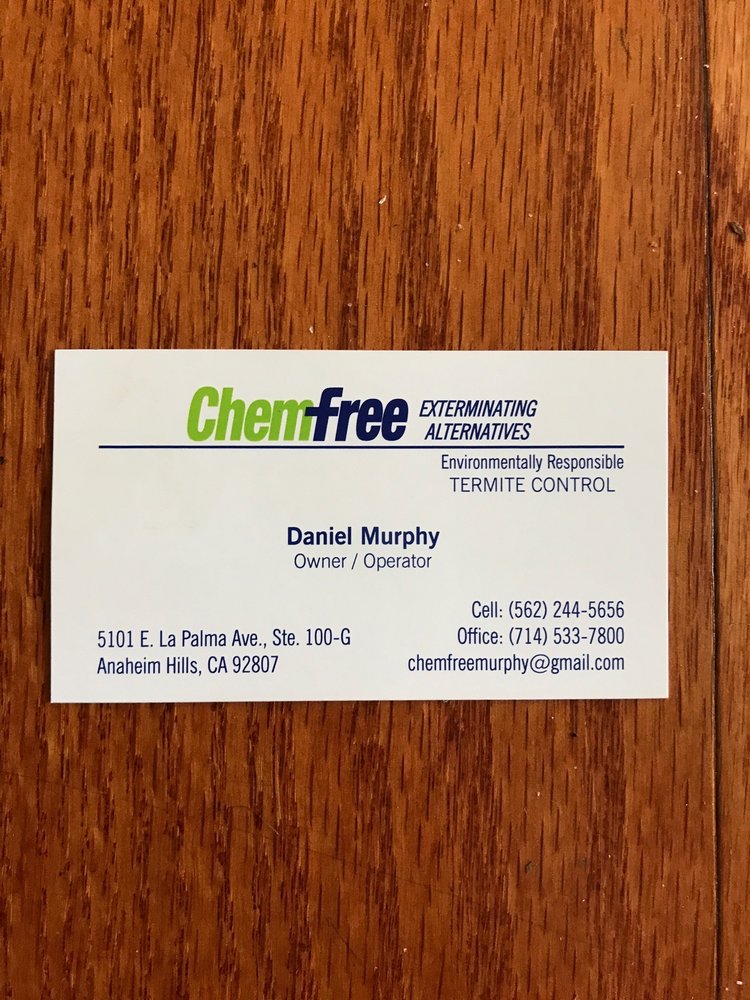 Chemfree EXTERMINATING
ALTERNATIVES
Environmentally Responsible
TERMITE CONTROL
Daniel Murphy
Owner / Operator
5101 E. La Palma Ave., Ste. 100-G
Anaheim Hills, CA 92807
Cell: (562) 244-5656
Office: (714) 533-7800
chemfreemurphy@gmail.com